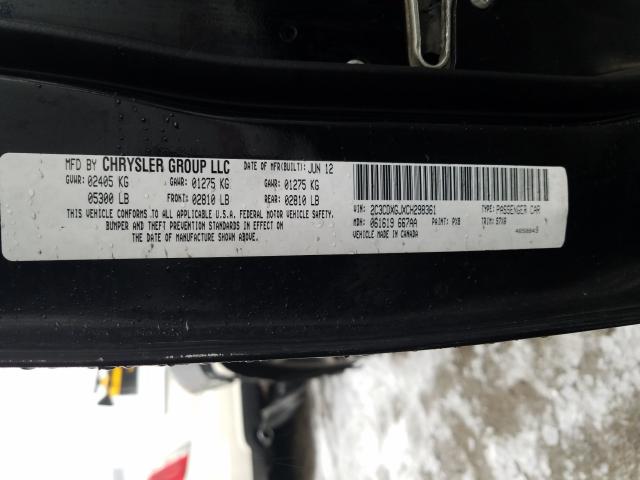 MFD BY CHRYSLER GROUP LLC DATE OF MFR(BUILT): JUN 12
GVWR: 02405 KG GAWR: 01275 KG GAWR: 01275 KG
05300 LB FRONT: 02810 LB REAR: 02810 LB
THIS VEHICLE CONFORMS TO ALL APPLICABLE U.S.A. FEDERAL MOTOR VEHICLE SAFETY,
BUMPER AND THEFT PREVENTION STANDARDS IN EFFECT ON
THE DATE OF MANUFACTURE SHOWN ABOVE.
VIN: 2C3CDXGJXCH298361 TYPE: PASSENGER CAR
MDH: 061619 667AA PAINT: PX8 TRIM: S7X9
VEHICLE MADE IN CANADA